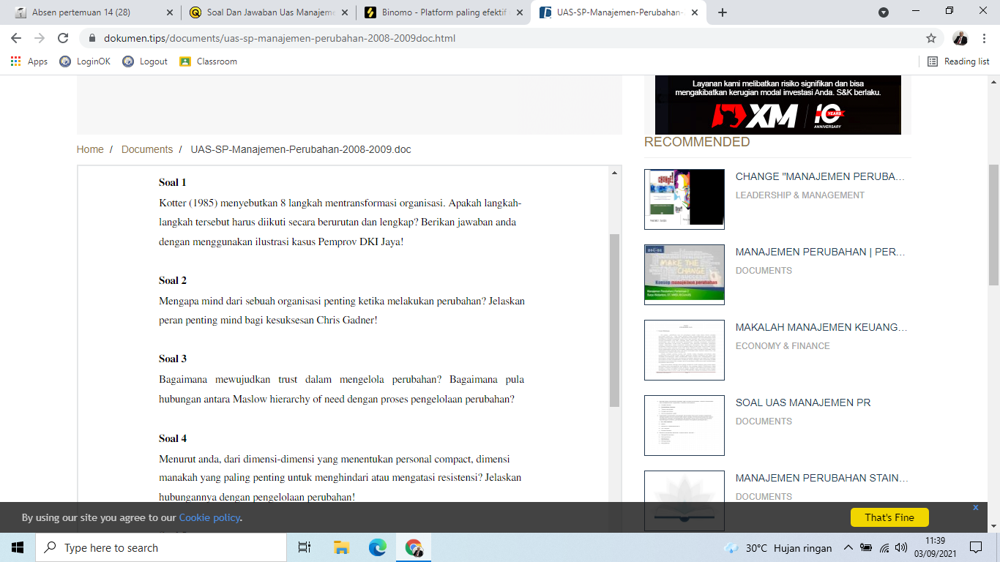 Absen pertemuan 14 (28)
Soal Dan Jawaban Uas Manajeme
Binomo - Platform paling efektif
UAS-SP-Manajemen-Perubahan-
dokumen.tips/documents/uas-sp-manajemen-perubahan-2008-2009doc.html
Apps
LoginOK
Logout
Classroom
Reading list
Layanan kami melibatkan risiko signifikan dan bisa
mengakibatkan kerugian modal investasi Anda. S&K berlaku.
XM
10 YEARS
ANNIVERSARY
Home / Documents / UAS-SP-Manajemen-Perubahan-2008-2009.doc
Soal 1
Kotter (1985) menyebutkan 8 langkah mentransformasi organisasi. Apakah langkah-
langkah tersebut harus diikuti secara berurutan dan lengkap? Berikan jawaban anda
dengan menggunakan ilustrasi kasus Pemprov DKI Jaya!
Soal 2
Mengapa mind dari sebuah organisasi penting ketika melakukan perubahan? Jelaskan
peran penting mind bagi kesuksesan Chris Gadner!
Soal 3
Bagaimana mewujudkan trust dalam mengelola perubahan? Bagaimana pula
hubungan antara Maslow hierarchy of need dengan proses pengelolaan perubahan?
Soal 4
Menurut anda, dari dimensi-dimensi yang menentukan personal compact, dimensi
manakah yang paling penting untuk menghindari atau mengatasi resistensi? Jelaskan
hubungannya dengan pengelolaan perubahan!
RECOMMENDED
CHANGE "MANAJEMEN PERUBA...
LEADERSHIP & MANAGEMENT
MAKE THE
CHANGE
Konsep manajemen perubahan
MANAJEMEN PERUBAHAN | PER...
DOCUMENTS
MAKALAH MANAJEMEN KEUANG...
ECONOMY & FINANCE
SOAL UAS MANAJEMEN PR
DOCUMENTS
MANAJEMEN PERUBAHAN STAIN...
DOCUMENTS
By using our site you agree to our Cookie policy.
That's Fine
x
Type here to search
30°C Hujan ringan
11:39
03/09/2021